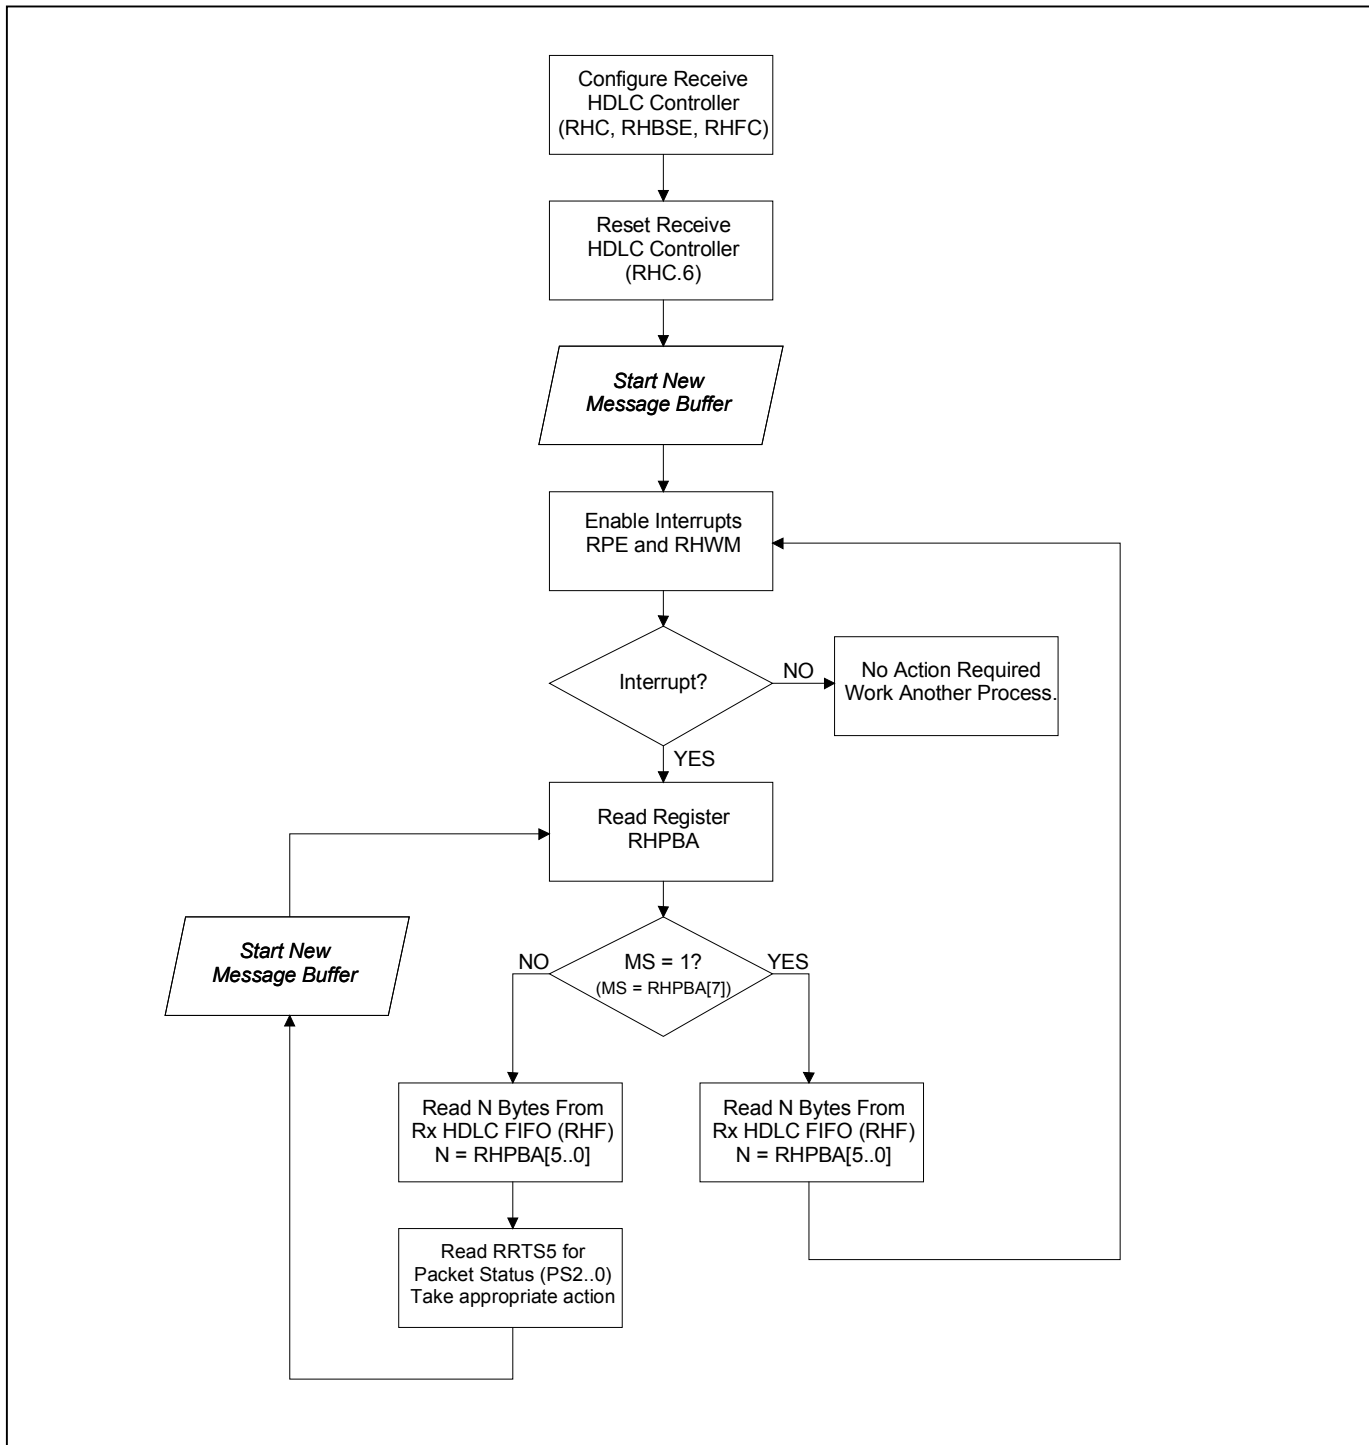 Configure Receive
HDLC Controller
(RHC, RHBSE, RHFC)
Reset Receive
HDLC Controller
(RHC.6)
Start New
Message Buffer
Enable Interrupts
RPE and RHWM
Interrupt?
NO
No Action Required
Work Another Process.
YES
Read Register
RHPBA
Start New
Message Buffer
NO
MS = 1?
(MS = RHPBA[7])
YES
Read N Bytes From
Rx HDLC FIFO (RHF)
N = RHPBA[5..0]
Read N Bytes From
Rx HDLC FIFO (RHF)
N = RHPBA[5..0]
Read RRTS5 for
Packet Status (PS2..0)
Take appropriate action